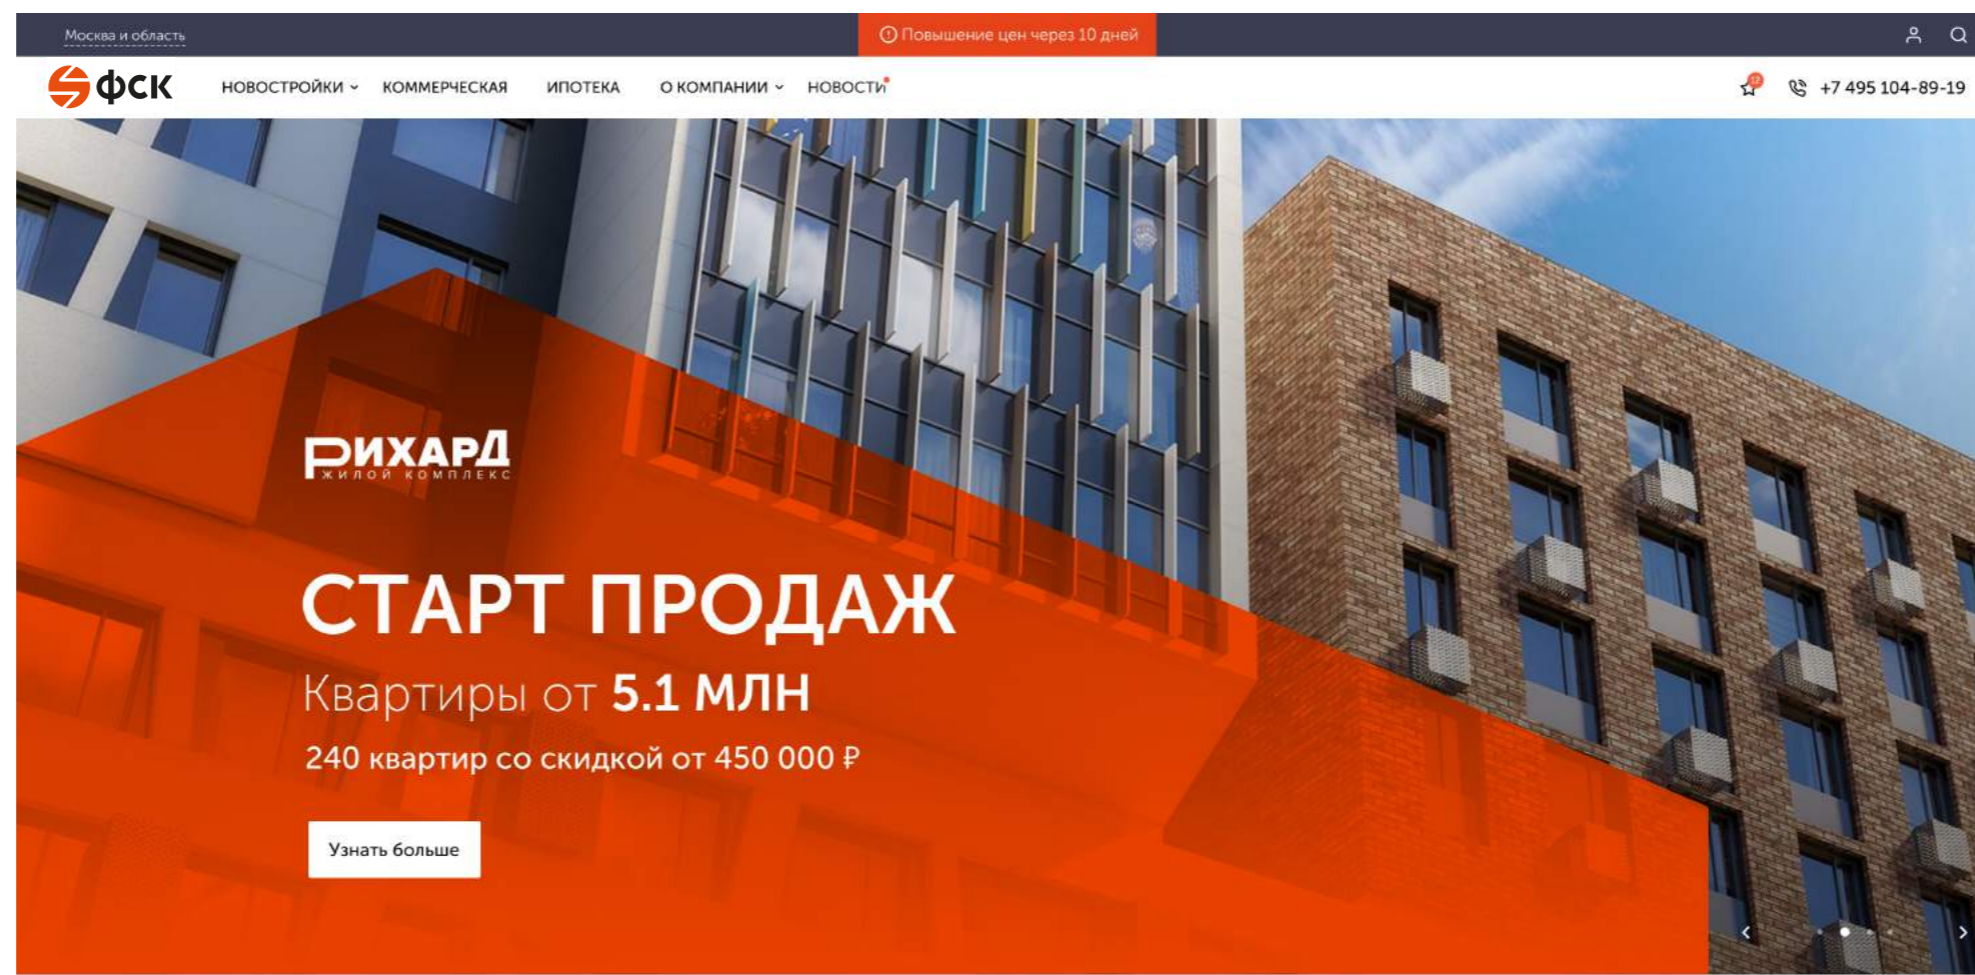 Москва и область
Повышение цен через 10 дней
фск
НОВОСТРОЙКИ
КОММЕРЧЕСКАЯ
ИПОТЕКА
О КОМПАНИИ
НОВОСТИ
12
+7 495 104-89-19
РИХАРД
ЖИЛОЙ КОМПЛЕКС
СТАРТ ПРОДАЖ
Квартиры от 5.1 МЛН
240 квартир со скидкой от 450 000 ₽
Узнать больше